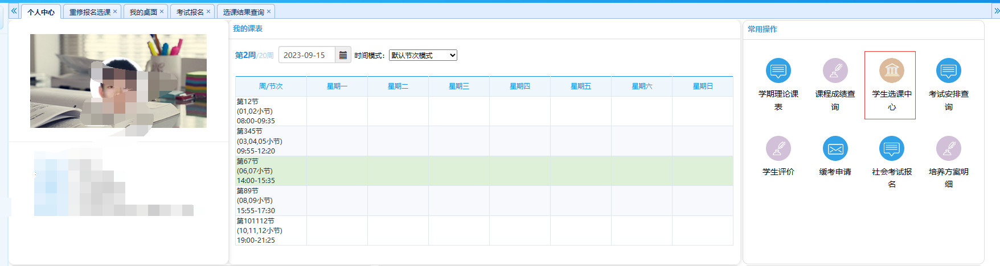 个人中心 重修报名选课 我的桌面 考试报名 选课结果查询
我的课表
第2周/20周 2023-09-15 时间模式: 默认节次模式
周/节次 星期一 星期二 星期三 星期四 星期五 星期六 星期日
第12节
(01,02小节)
08:00-09:35
第345节
(03,04,05小节)
09:55-12:20
第67节
(06,07小节)
14:00-15:35
第89节
(08,09小节)
15:55-17:30
第101112节
(10,11,12小节)
19:00-21:25
常用操作
学期理论课
表
课程成绩查
询
学生选课中
心
考试安排查
询
学生评价
缓考申请
社会考试报
名
培养方案明
细